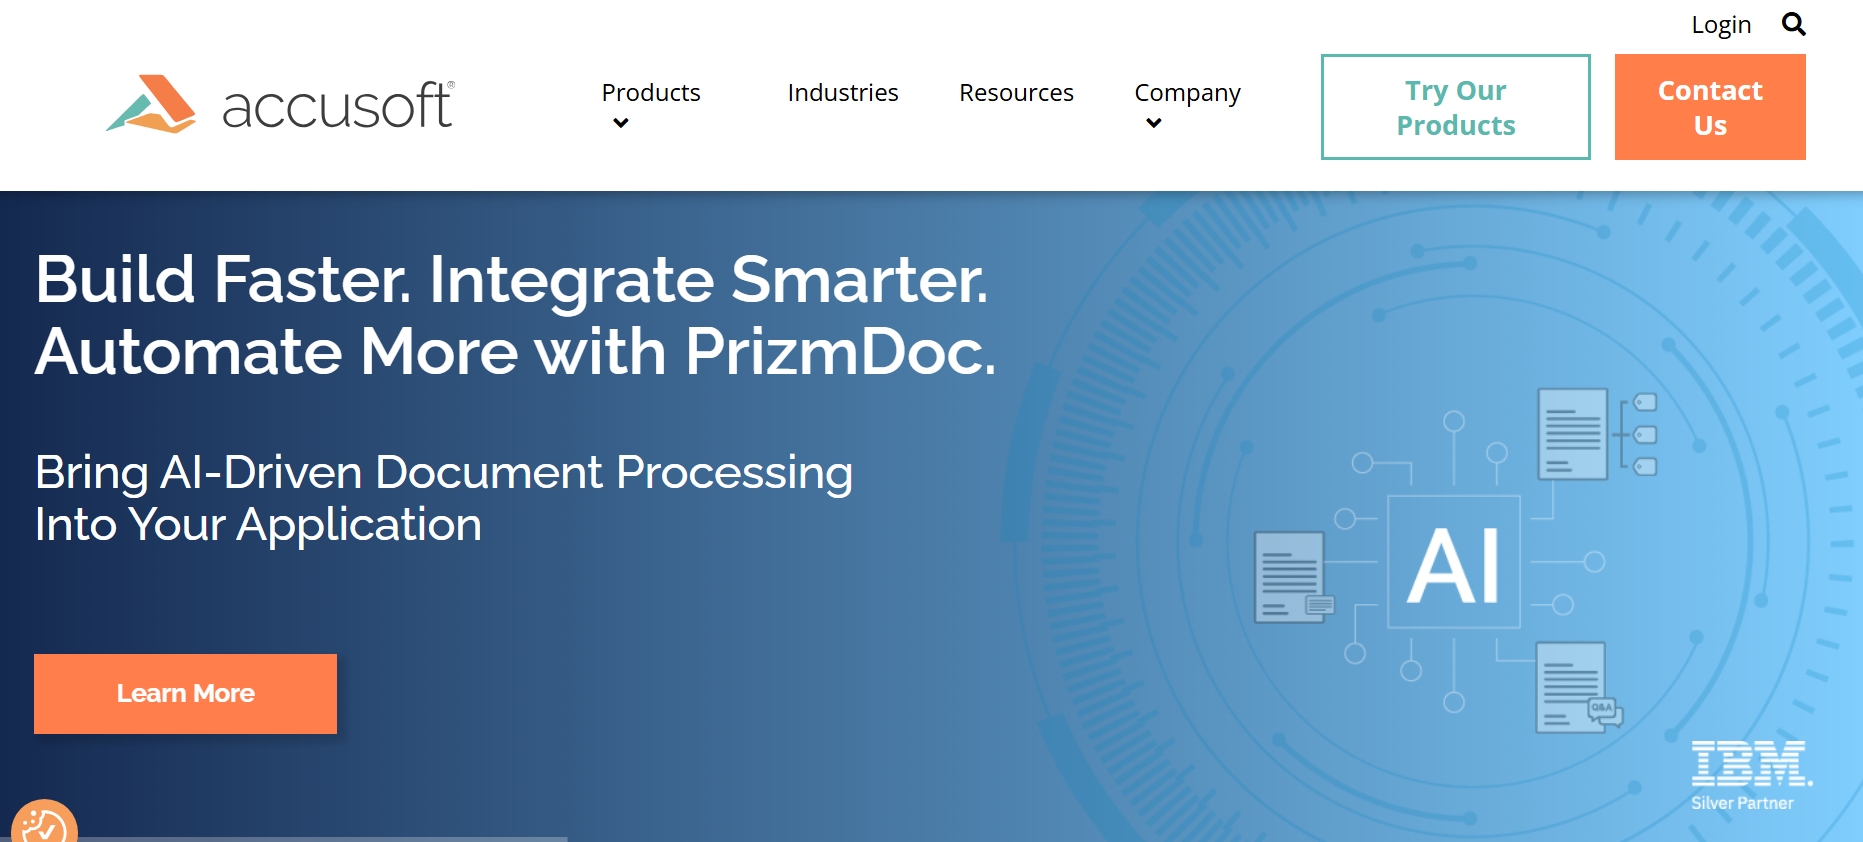 Login
accusoft®
Products
Industries
Resources
Company
Try Our
Products
Contact
Us
Build Faster. Integrate Smarter.
Automate More with PrizmDoc.
Bring AI-Driven Document Processing
Into Your Application
Learn More
AI
Q&A
IBM.
Silver Partner